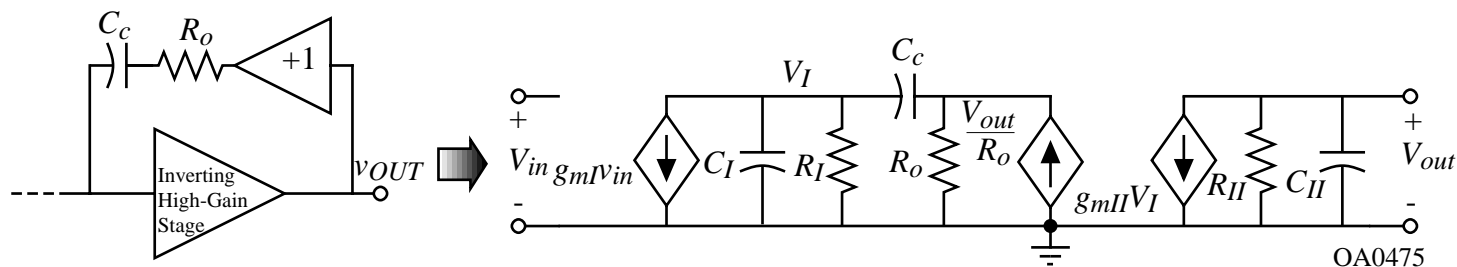 C_c
R_o
+1
Inverting
High-Gain
Stage
v_OUT
+
V_in
-
g_mI v_in
C_I
V_I
R_I
C_c
R_o
V_out
R_o
g_mII V_I
R_II
C_II
+
V_out
-
OA0475